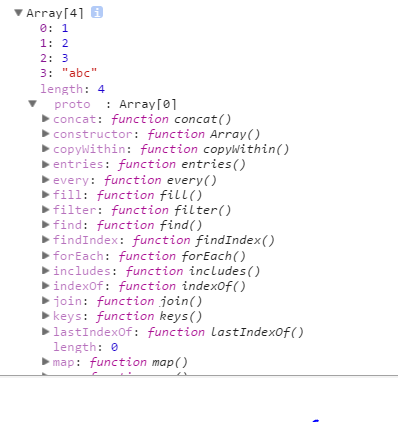 Array[4] i
0: 1
1: 2
2: 3
3: "abc"
length: 4
proto : Array[0]
concat: function concat()
constructor: function Array()
copyWithin: function copyWithin()
entries: function entries()
every: function every()
fill: function fill()
filter: function filter()
find: function find()
findIndex: function findIndex()
forEach: function forEach()
includes: function includes()
indexOf: function indexOf()
join: function join()
keys: function keys()
lastIndexOf: function lastIndexOf()
length: 0
map: function map()